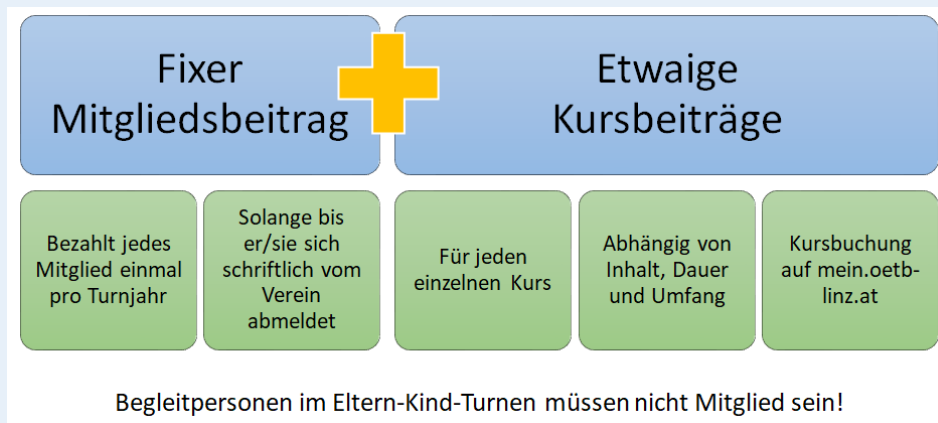 Fixer
Mitgliedsbeitrag
Etwaige
Kursbeiträge
Bezahlt jedes
Mitglied einmal
pro Turnjahr
Solange bis
er/sie sich
schriftlich vom
Verein
abmeldet
Für jeden
einzelnen Kurs
Abhängig von
Inhalt, Dauer
und Umfang
Kursbuchung
auf mein.oetb-
linz.at
Begleitpersonen im Eltern-Kind-Turnen müssen nicht Mitglied sein!